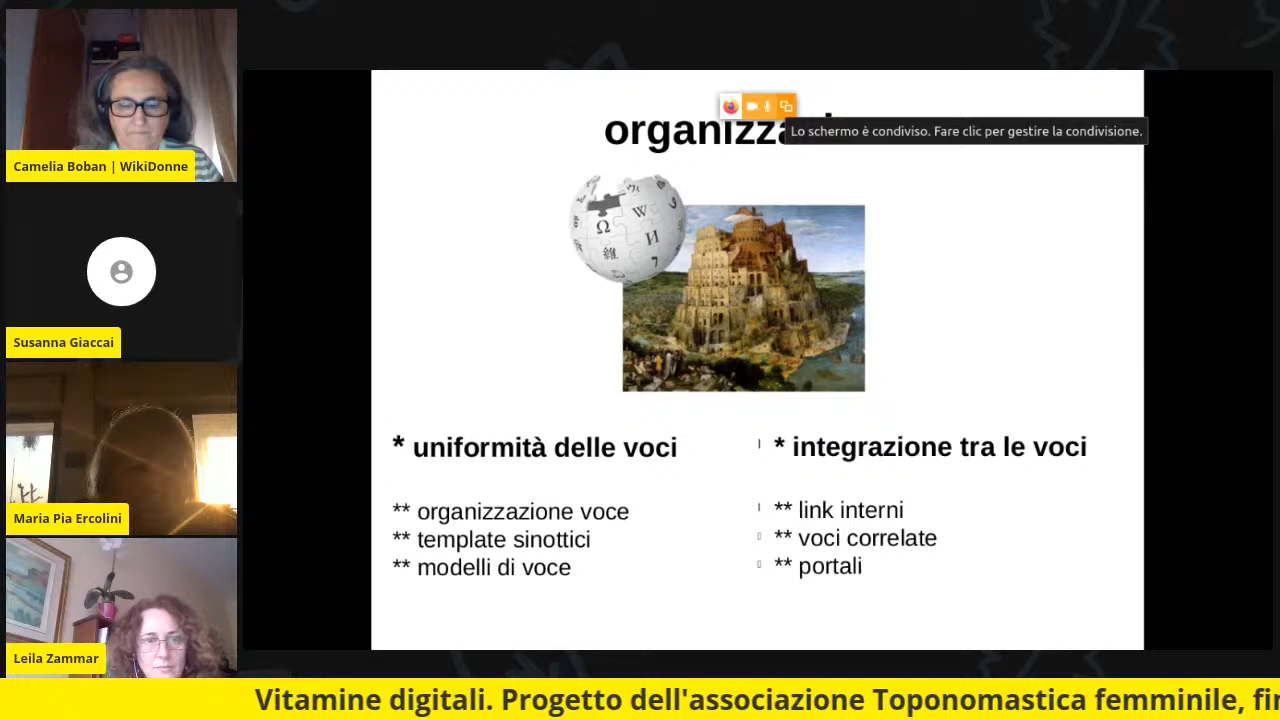 Camelia Boban | WikiDonne
Susanna Giaccai
Maria Pia Ercolini
Leila Zammar
Lo schermo è condiviso. Fare clic per gestire la condivisione.
Ω W И 維
* uniformità delle voci
** organizzazione voce
** template sinottici
** modelli di voce
* integrazione tra le voci
** link interni
** voci correlate
** portali
Vitamine digitali. Progetto dell'associazione Toponomastica femminile, fi